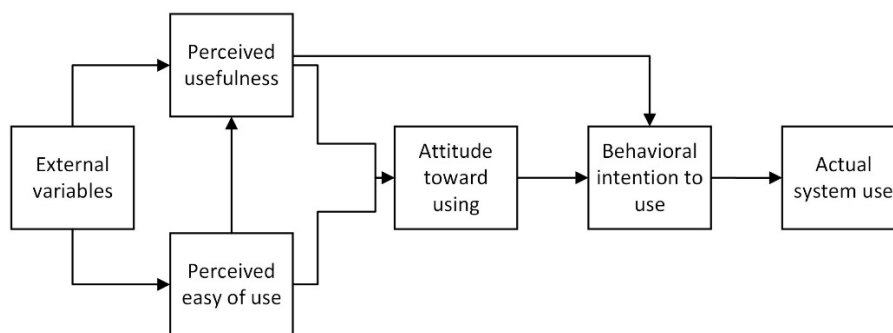 Perceived
usefulness
External
variables
Attitude
toward
using
Behavioral
intention to
use
Actual
system use
Perceived
easy of use